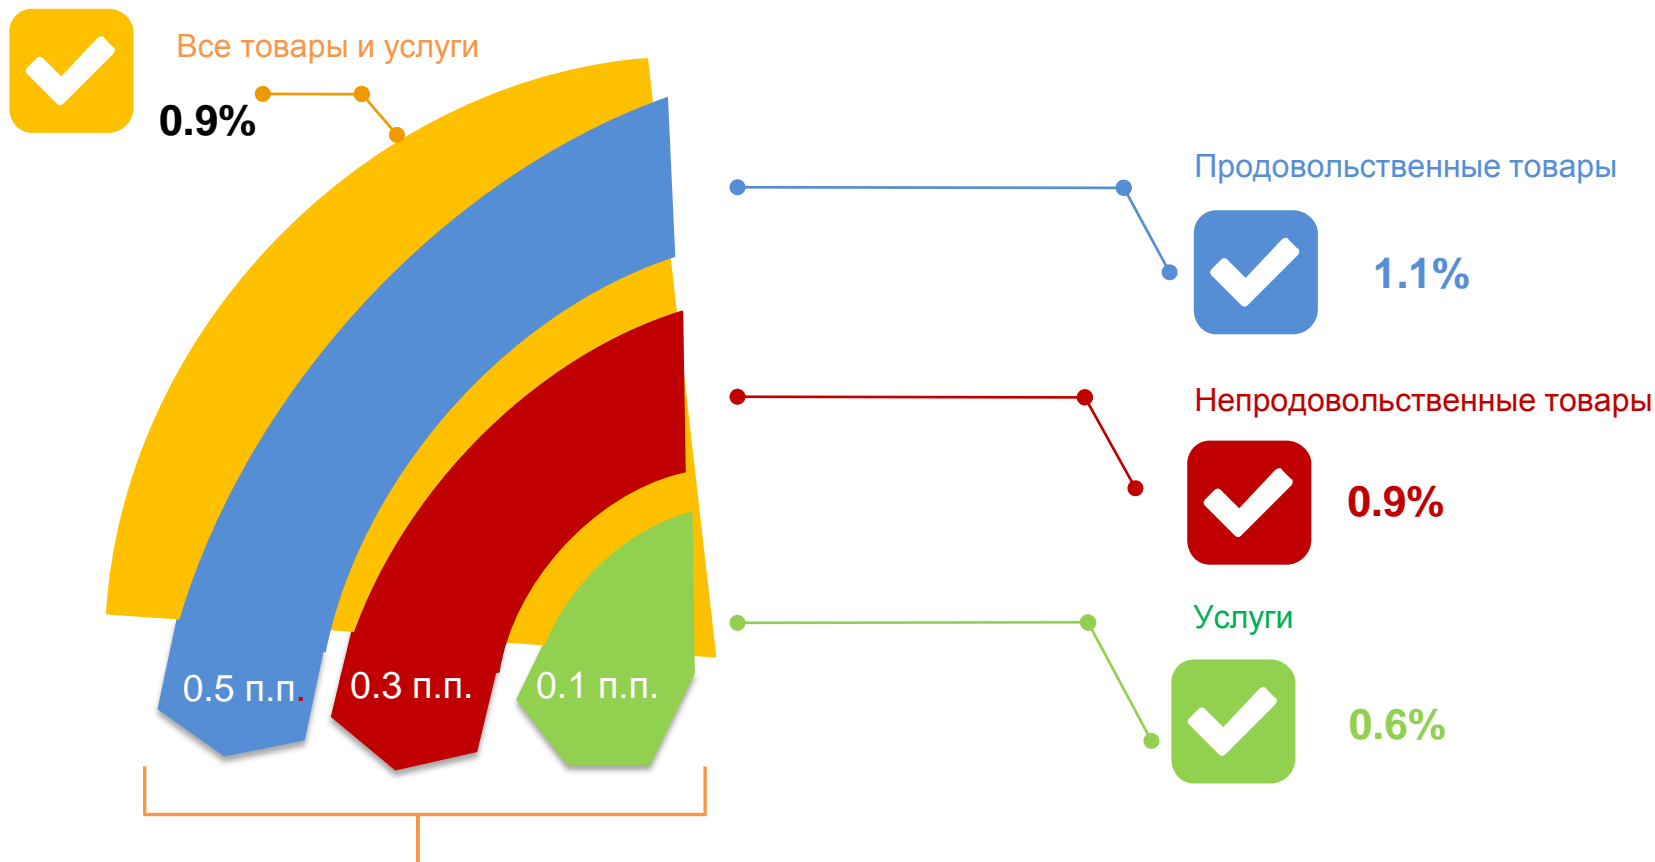 Все товары и услуги
0.9%
Продовольственные товары
1.1%
Непродовольственные товары
0.9%
Услуги
0.6%
0.5 п.п.
0.3 п.п.
0.1 п.п.